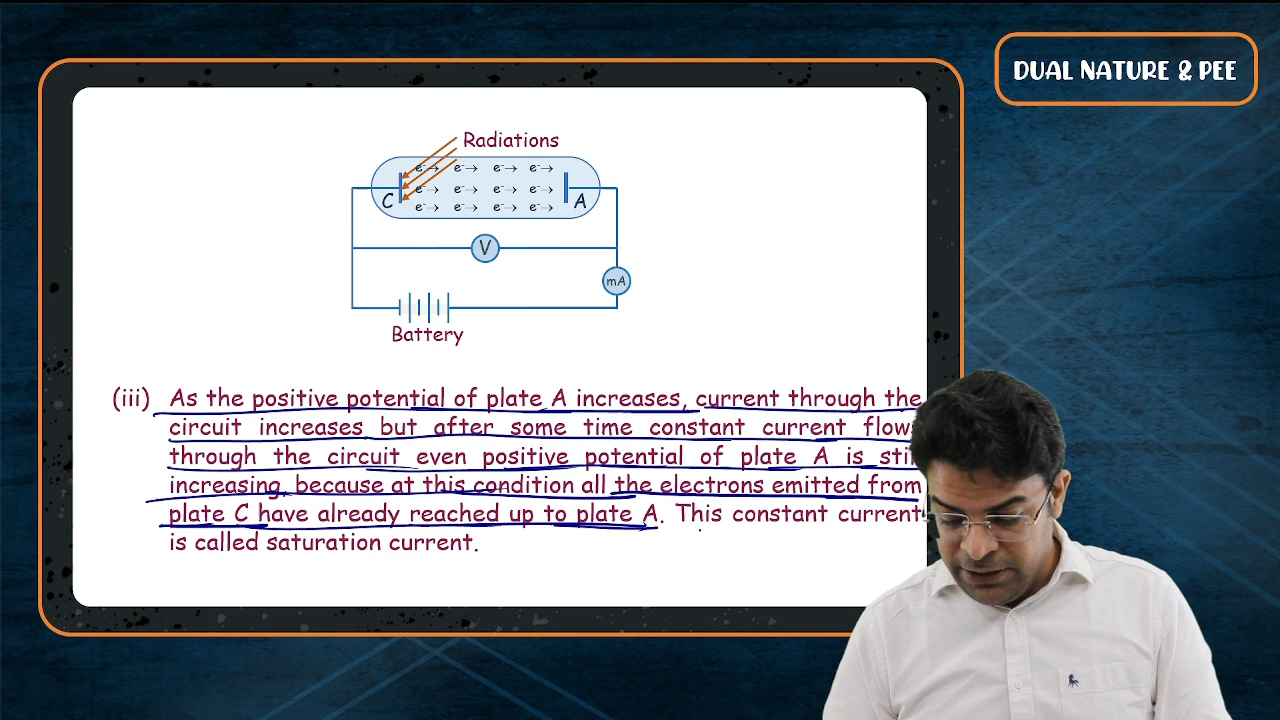 DUAL NATURE & PEE
Radiations
e⁻→ e⁻→ e⁻→ e⁻→
e⁻→ e⁻→ e⁻→ e⁻→
C A
e⁻→ e⁻→ e⁻→ e⁻→
V
mA
Battery
(iii) As the positive potential of plate A increases, current through the
circuit increases but after some time constant current flows
through the circuit even positive potential of plate A is still
increasing, because at this condition all the electrons emitted from
plate C have already reached up to plate A. This constant current
is called saturation current.